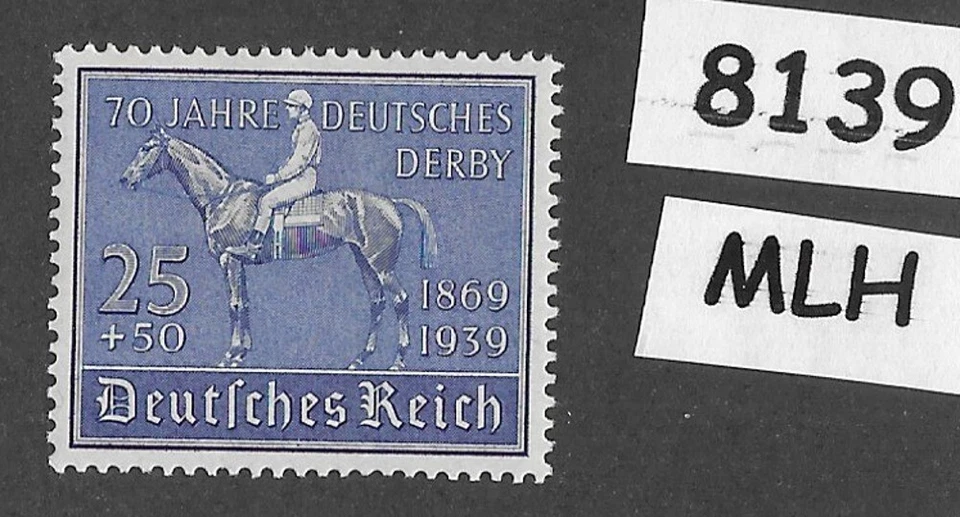 70 JAHRE DEUTSCHES
DERBY
25
+50
1869
1939
Deutſches Reich
8139
MLH